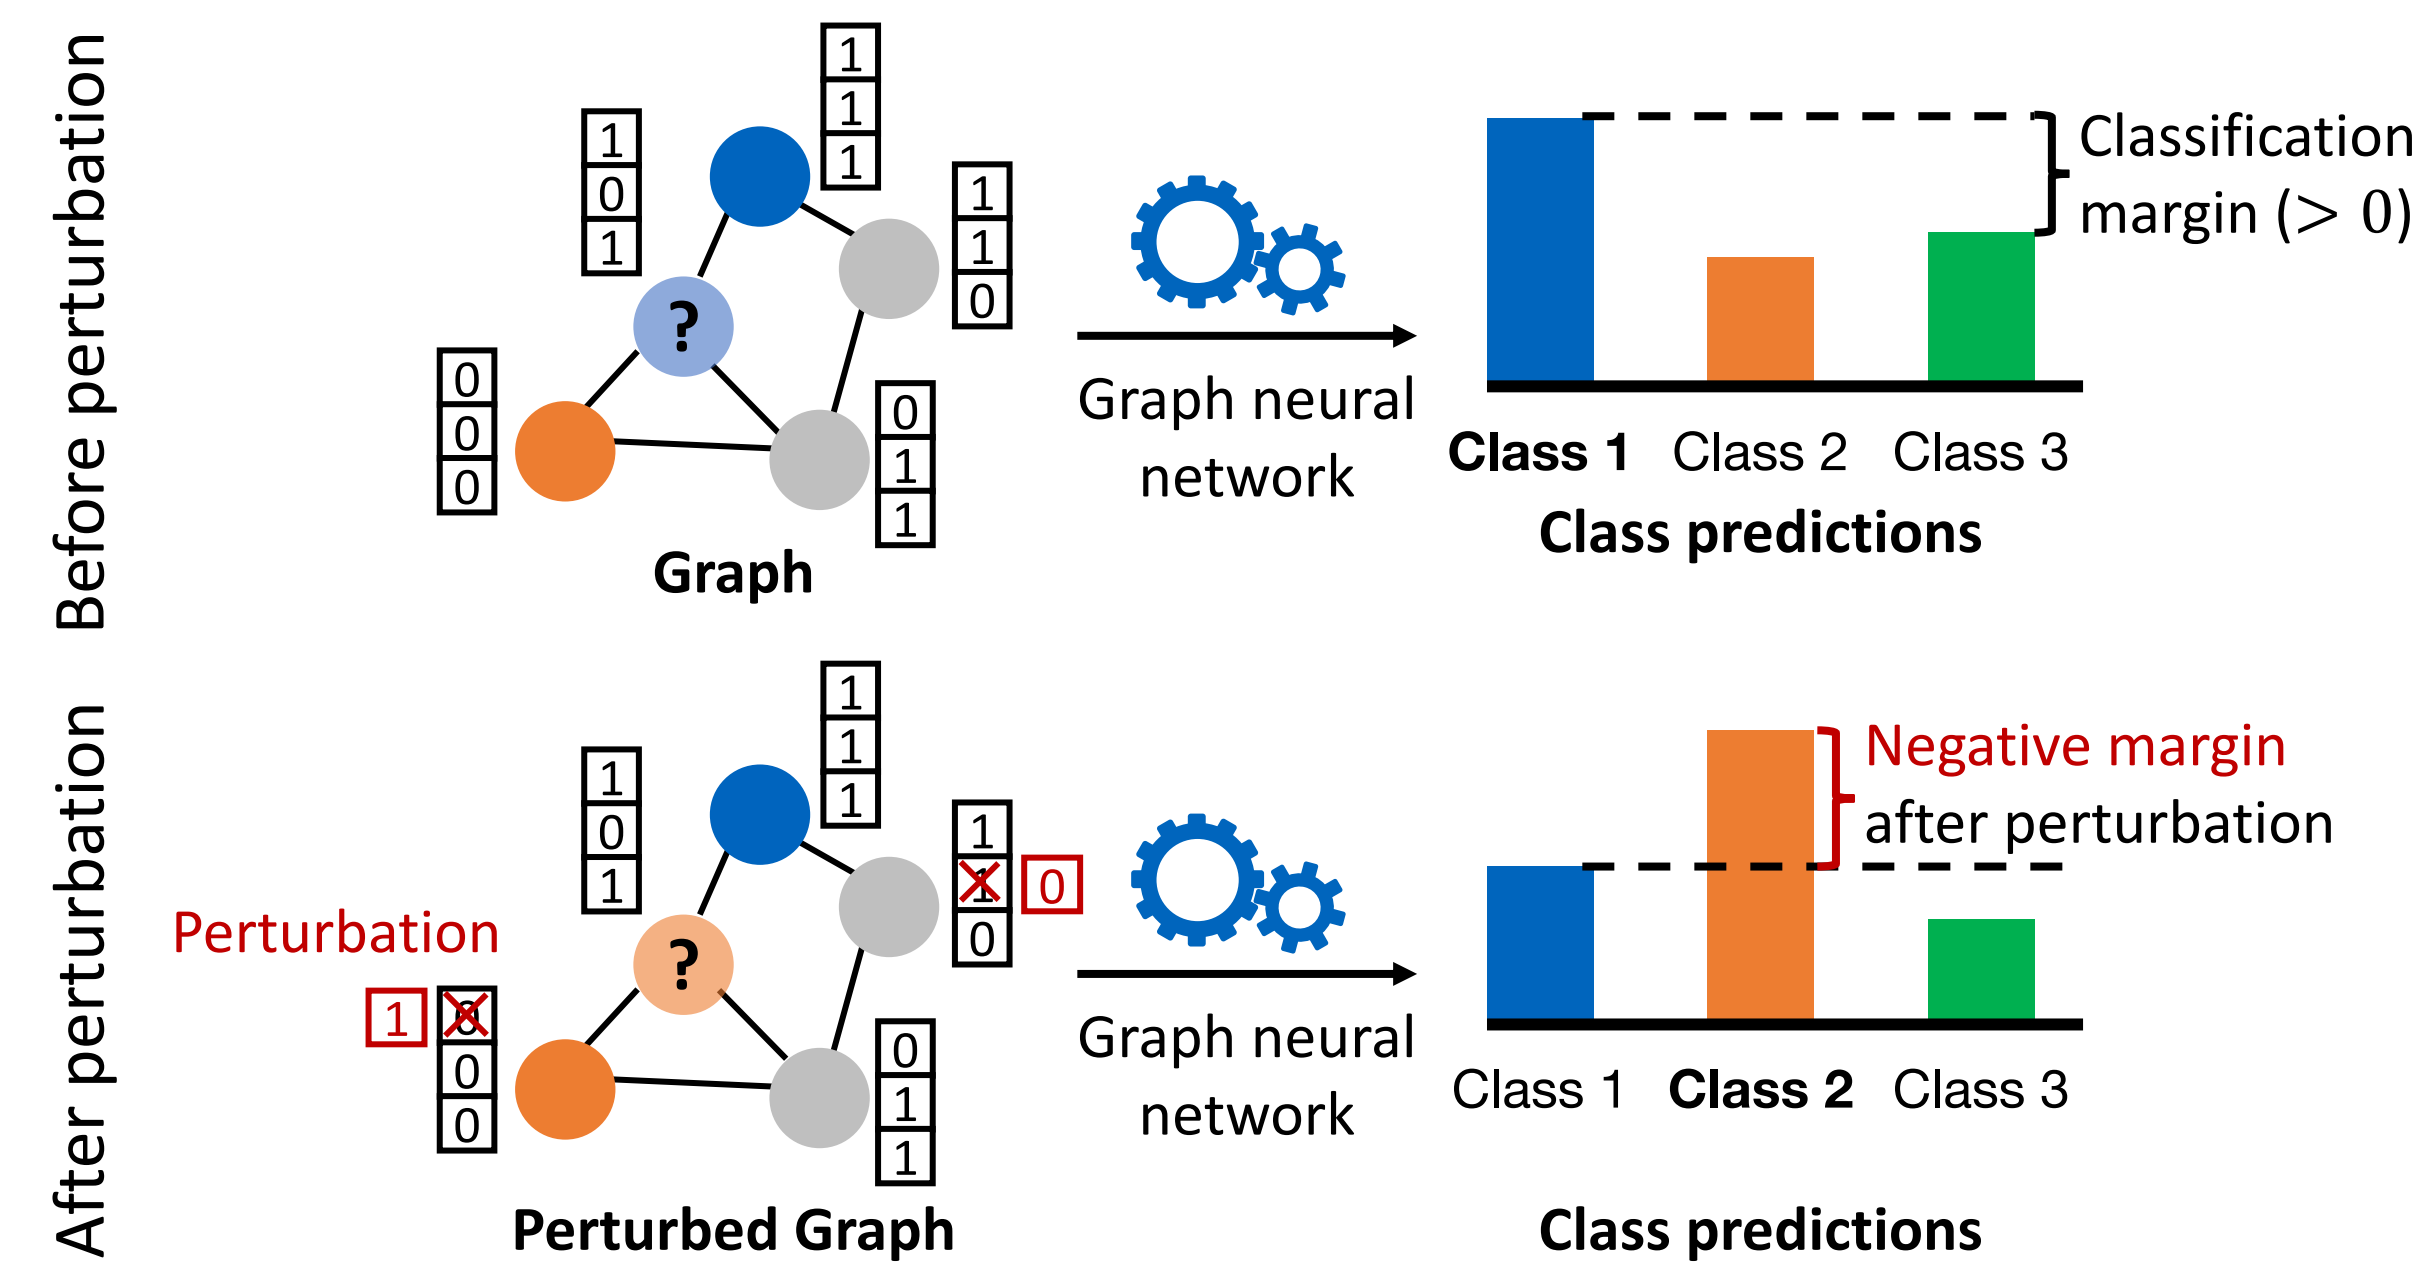 Before perturbation
1
1
1
1
0
1
1
1
0
?
0
0
0
0
1
1
Graph
Graph neural
network
Classification
margin (> 0)
Class 1 Class 2 Class 3
Class predictions
After perturbation
1
1
1
1
0
1
1
1 0
0
Perturbation
?
1 0
0
0
0
1
1
Perturbed Graph
Graph neural
network
Negative margin
after perturbation
Class 1 Class 2 Class 3
Class predictions